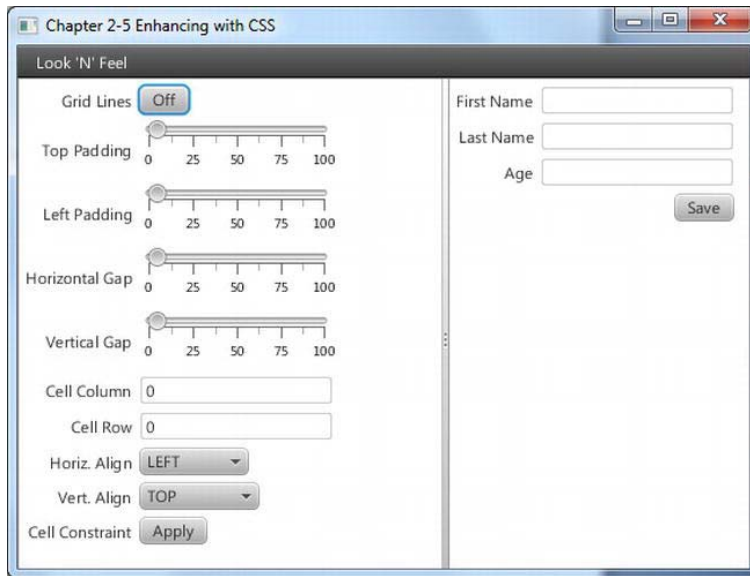 Chapter 2-5 Enhancing with CSS
Look 'N' Feel
Grid Lines Off
Top Padding
0 25 50 75 100
Left Padding
0 25 50 75 100
Horizontal Gap
0 25 50 75 100
Vertical Gap
0 25 50 75 100
Cell Column 0
Cell Row 0
Horiz. Align LEFT
Vert. Align TOP
Cell Constraint Apply
First Name
Last Name
Age
Save